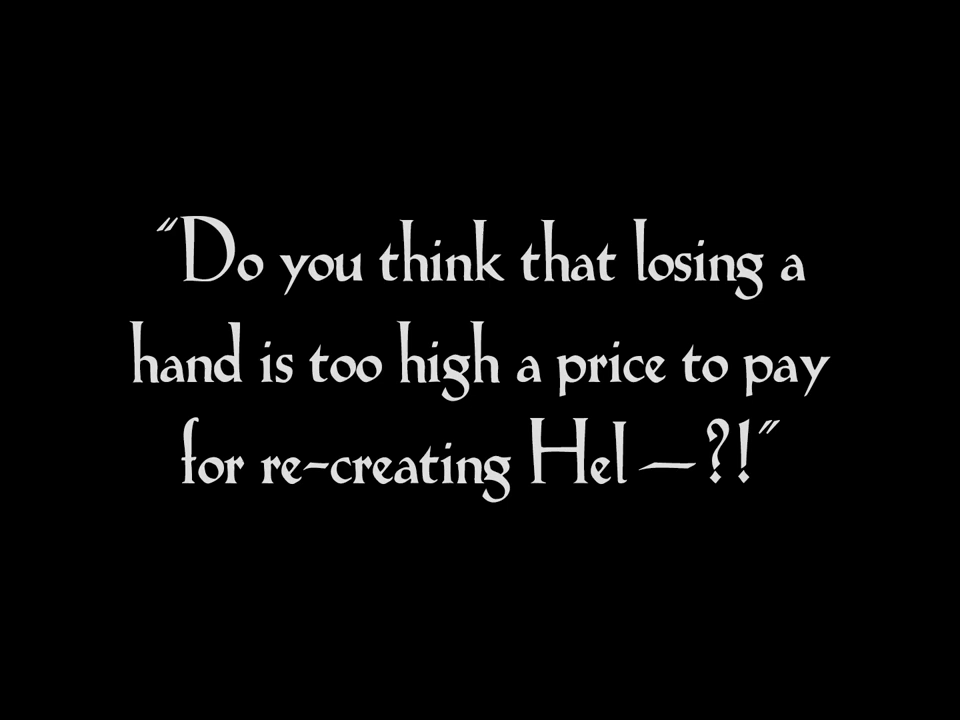 "Do you think that losing a
hand is too high a price to pay
for re-creating Hel—?!"